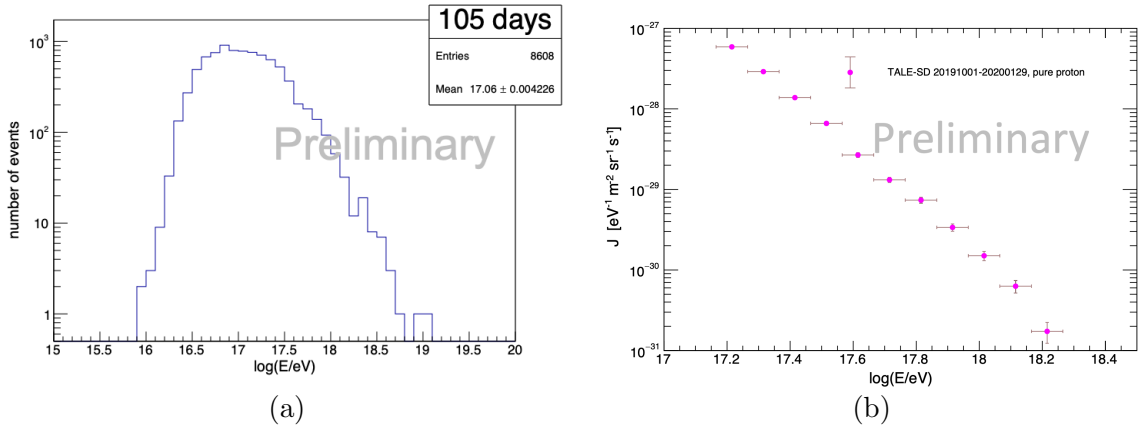 105 days
Entries 8608
Mean 17.06 ± 0.004226
Preliminary
number of events
10³
10²
10
1
15 15.5 16 16.5 17 17.5 18 18.5 19 19.5 20
log(E/eV)
(a)
TALE-SD 20191001-20200129, pure proton
Preliminary
J [eV⁻¹ m⁻² sr⁻¹ s⁻¹]
10⁻²⁷
10⁻²⁸
10⁻²⁹
10⁻³⁰
10⁻³¹
17 17.2 17.4 17.6 17.8 18 18.2 18.4
log(E/eV)
(b)